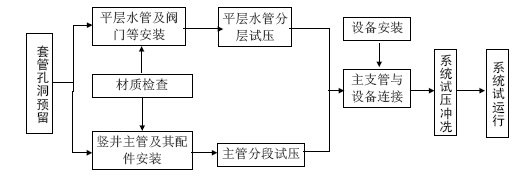 套管孔洞预留
平层水管及阀
门等安装
平层水管分
层试压
材质检查
竖井主管及其配
件安装
主管分段试压
设备安装
主支管与
设备连接
系统试压冲洗
系统试运行